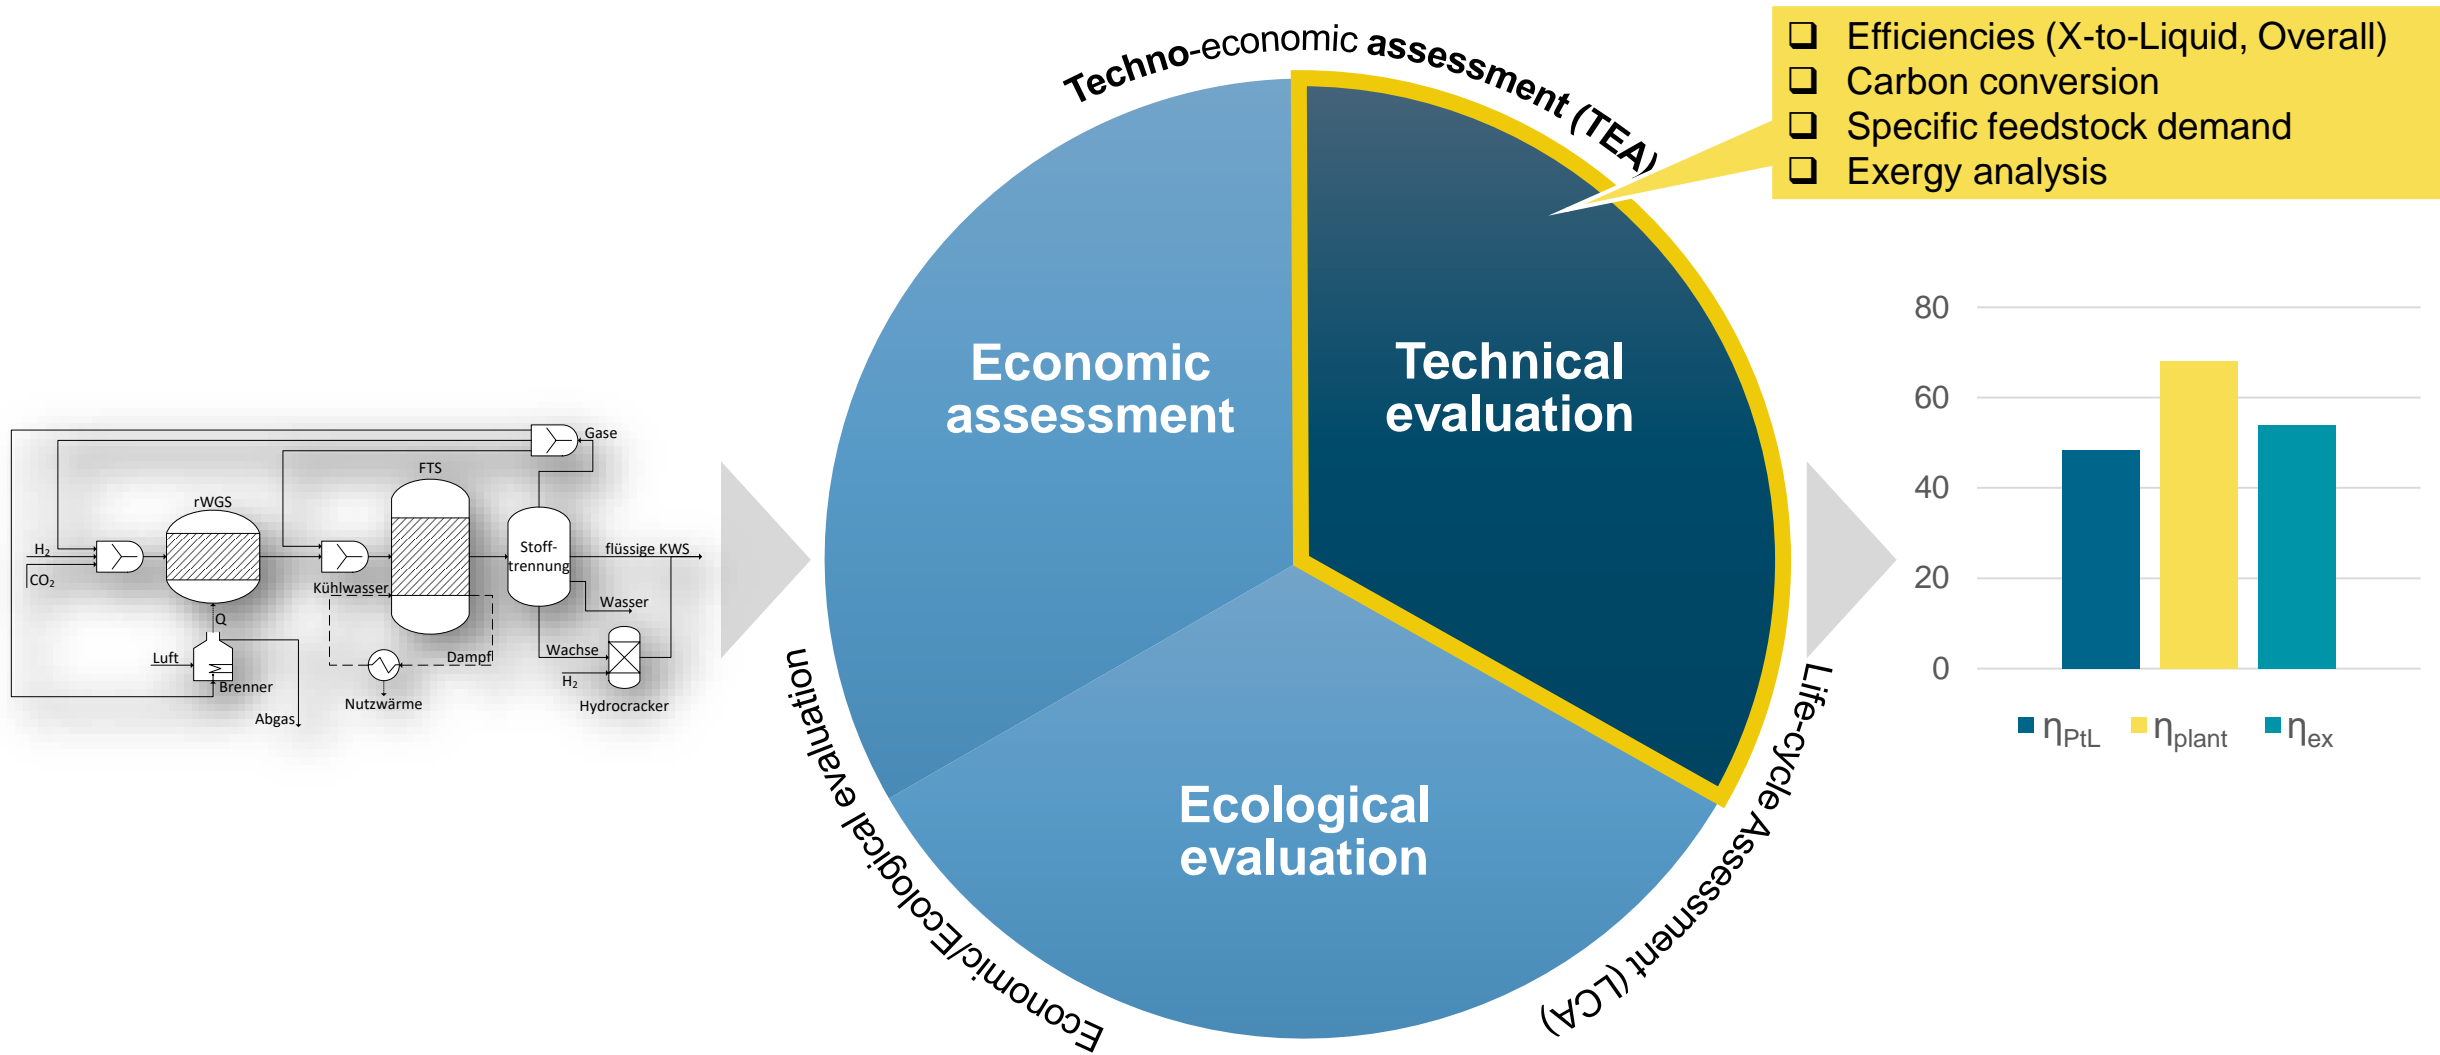 Techno-economic assessment (TEA)
❑ Efficiencies (X-to-Liquid, Overall)
❑ Carbon conversion
❑ Specific feedstock demand
❑ Exergy analysis
Economic
assessment
Technical
evaluation
Ecological
evaluation
Life-cycle Assessment (LCA)
Economic/Ecological evaluation
Gase
FTS
rWGS
H₂
CO₂
Stoff-
trennung
flüssige KWS
Kühlwasser
Wasser
Q
Luft
Brenner
Abgas
Dampf
Nutzwärme
Wachse
H₂
Hydrocracker
80
60
40
20
0
ηPtL ηplant ηex